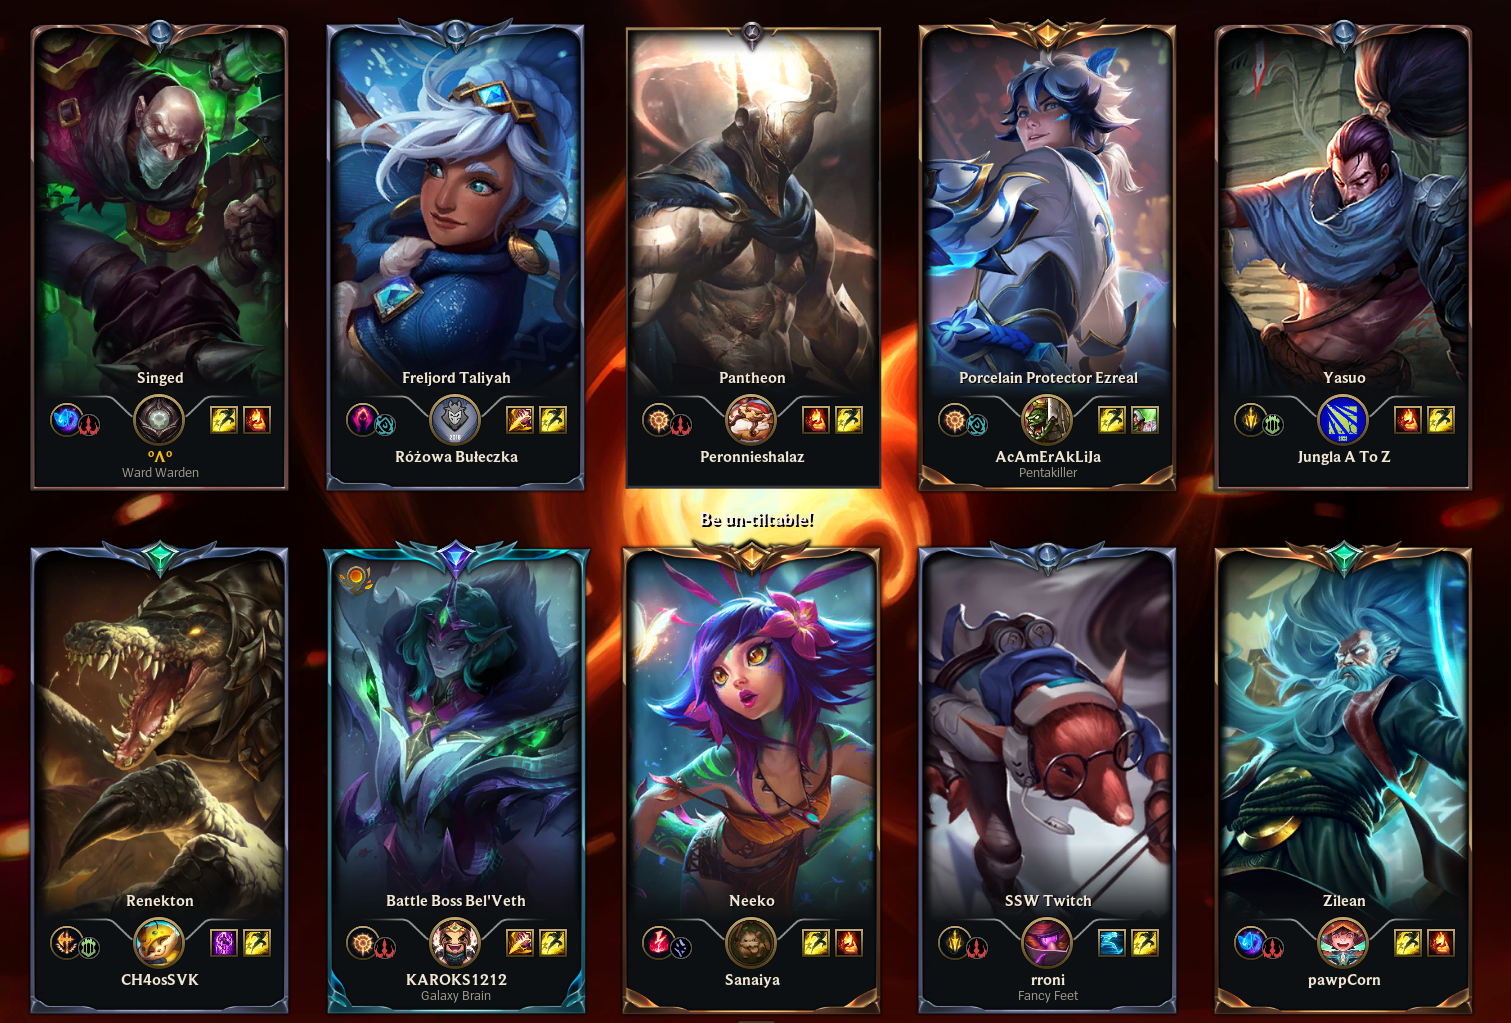 Singed
ºΛº
Ward Warden
Freljord Taliyah
2018
Różowa Bułeczka
Pantheon
Peronnieshalaz
Porcelain Protector Ezreal
AcAmErAkLiJa
Pentakiller
Yasuo
Jungla A To Z
Be un-tiltable!
Renekton
CH4osSVK
Battle Boss Bel'Veth
KAROKS1212
Galaxy Brain
Neeko
Sanaiya
SSW Twitch
rroni
Fancy Feet
Zilean
pawpCorn